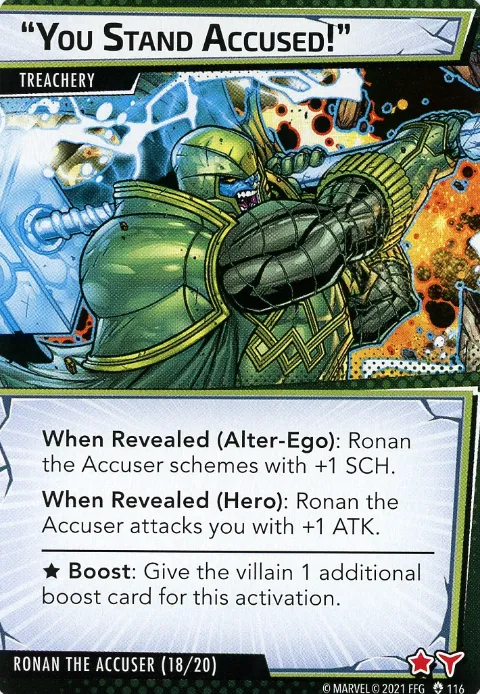 “YOU STAND ACCUSED!”
TREACHERY
When Revealed (Alter-Ego): Ronan
the Accuser schemes with +1 SCH.
When Revealed (Hero): Ronan the
Accuser attacks you with +1 ATK.
★ Boost: Give the villain 1 additional
boost card for this activation.
RONAN THE ACCUSER (18/20)
© MARVEL © 2021 FFG 116